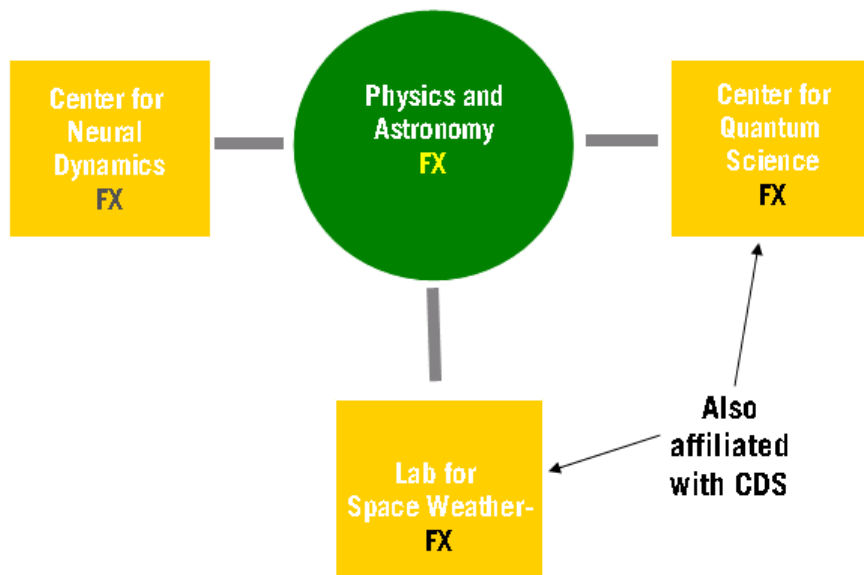 Center for
Neural
Dynamics
FX
Physics and
Astronomy
FX
Center for
Quantum
Science
FX
Lab for
Space Weather-
FX
Also
affiliated
with CDS